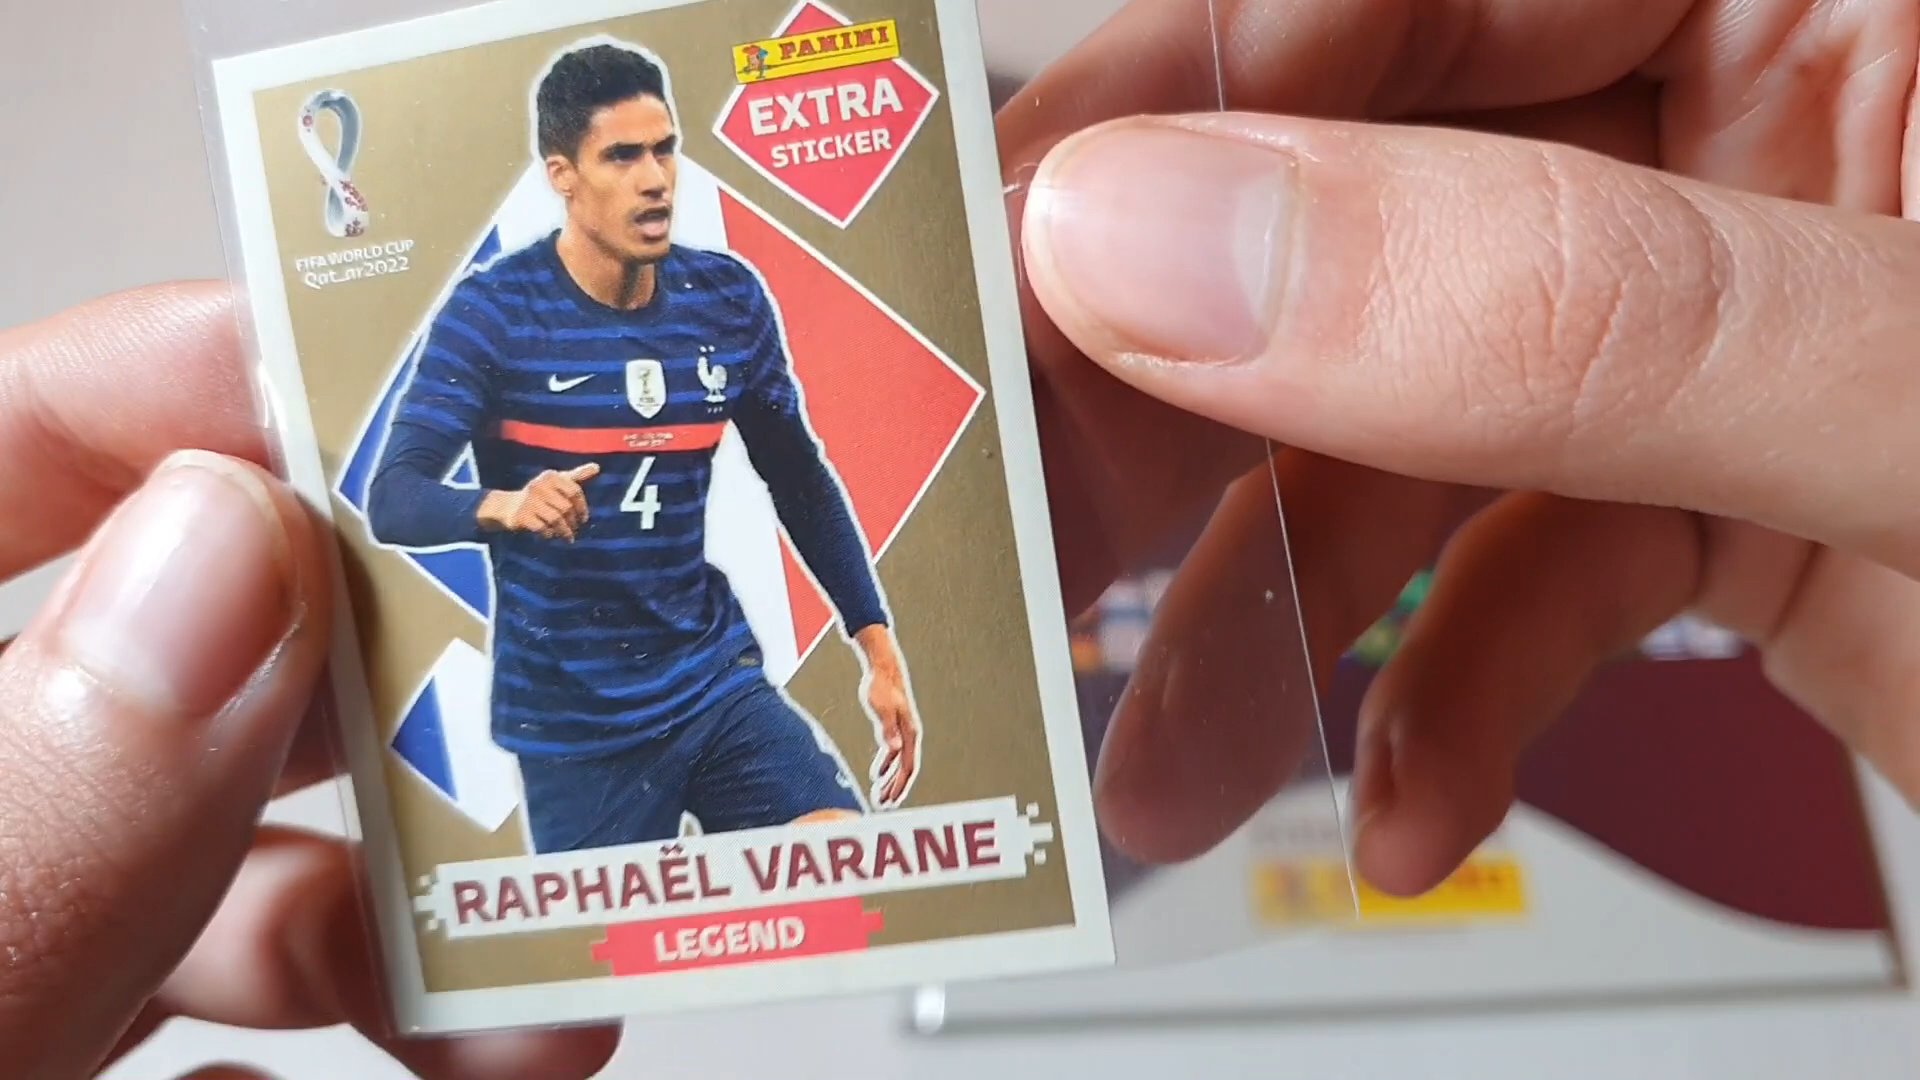 PANINI
EXTRA
STICKER
FIFA WORLD CUP
Qatar2022
4
RAPHAËL VARANE
LEGEND